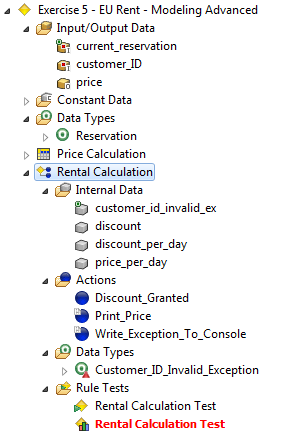 Exercise 5 - EU Rent - Modeling Advanced
Input/Output Data
current_reservation
customer_ID
price
Constant Data
Data Types
Reservation
Price Calculation
Rental Calculation
Internal Data
customer_id_invalid_ex
discount
discount_per_day
price_per_day
Actions
Discount_Granted
Print_Price
Write_Exception_To_Console
Data Types
Customer_ID_Invalid_Exception
Rule Tests
Rental Calculation Test
Rental Calculation Test